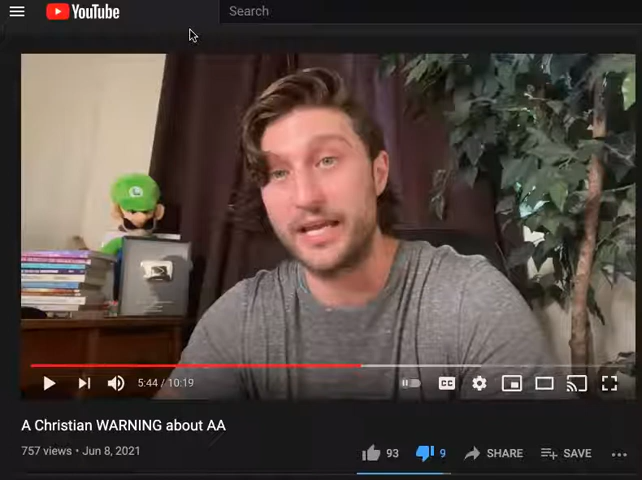 YouTube
Search
L
5:44 / 10:19
CC
A Christian WARNING about AA
757 views • Jun 8, 2021
93
9
SHARE
SAVE